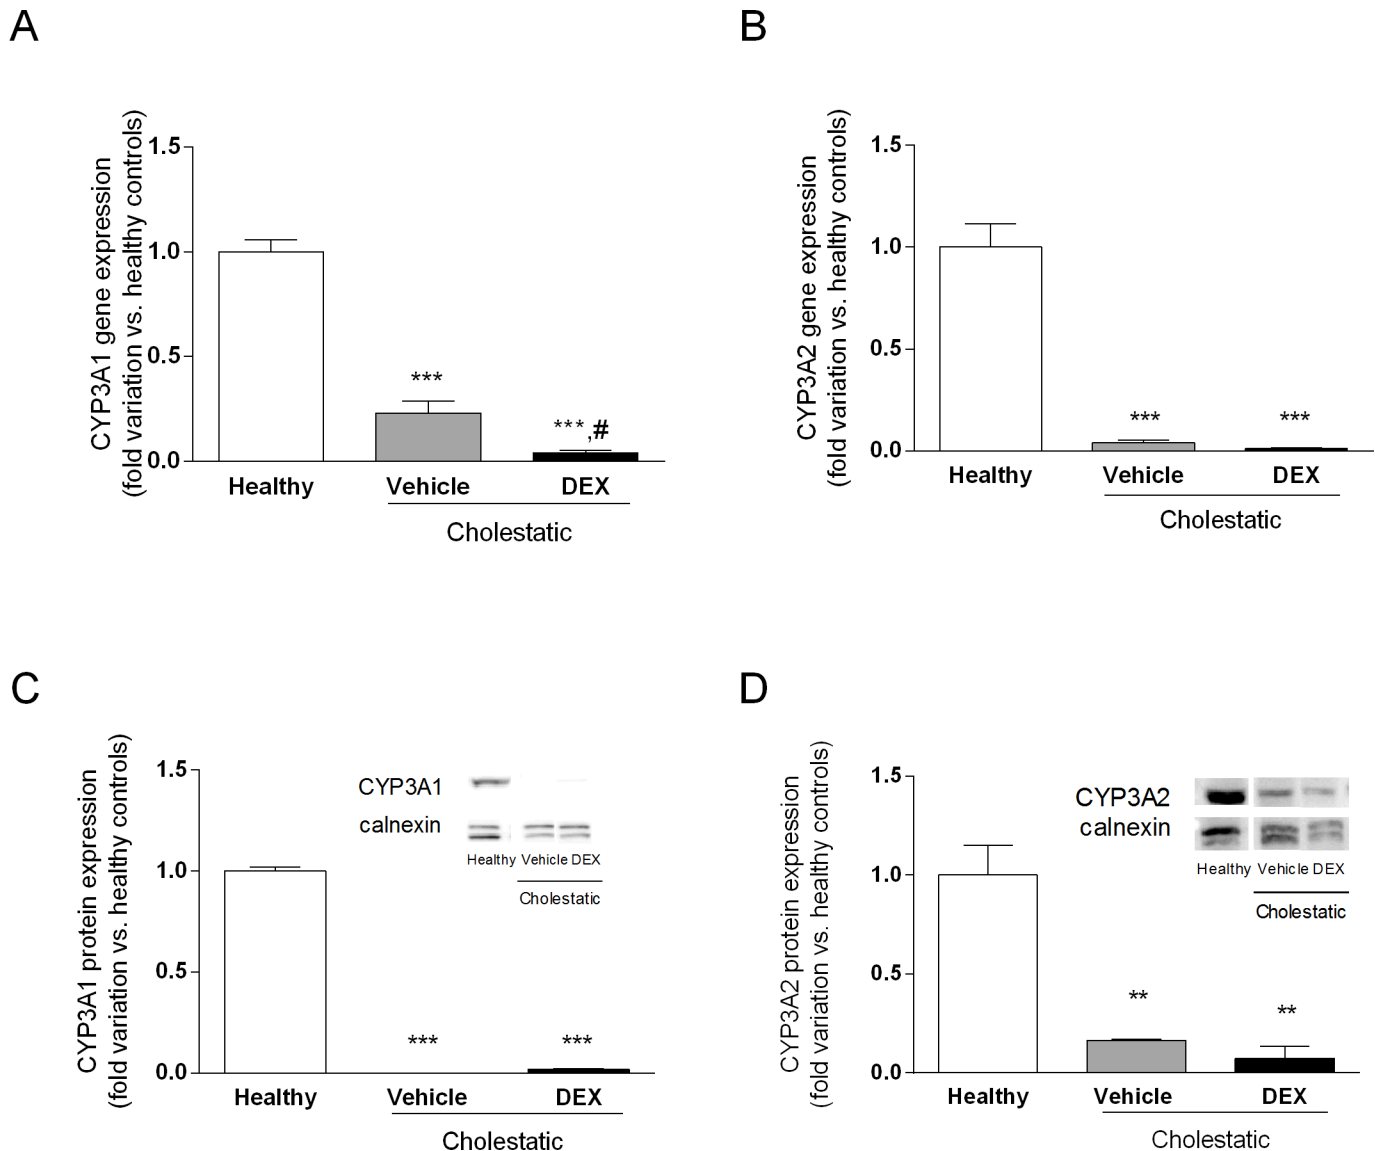 A
CYP3A1 gene expression
(fold variation vs. healthy controls)
1.5
1.0
0.5
0.0
***
***,#
Healthy
Vehicle
DEX
Cholestatic
B
CYP3A2 gene expression
(fold variation vs. healthy controls)
1.5
1.0
0.5
0.0
***
***
Healthy
Vehicle
DEX
Cholestatic
C
CYP3A1 protein expression
(fold variation vs. healthy controls)
1.5
1.0
0.5
0.0
CYP3A1
calnexin
Healthy Vehicle DEX
Cholestatic
***
***
Healthy
Vehicle
DEX
Cholestatic
D
CYP3A2 protein expression
(fold variation vs. healthy controls)
1.5
1.0
0.5
0.0
CYP3A2
calnexin
Healthy Vehicle DEX
Cholestatic
**
**
Healthy
Vehicle
DEX
Cholestatic